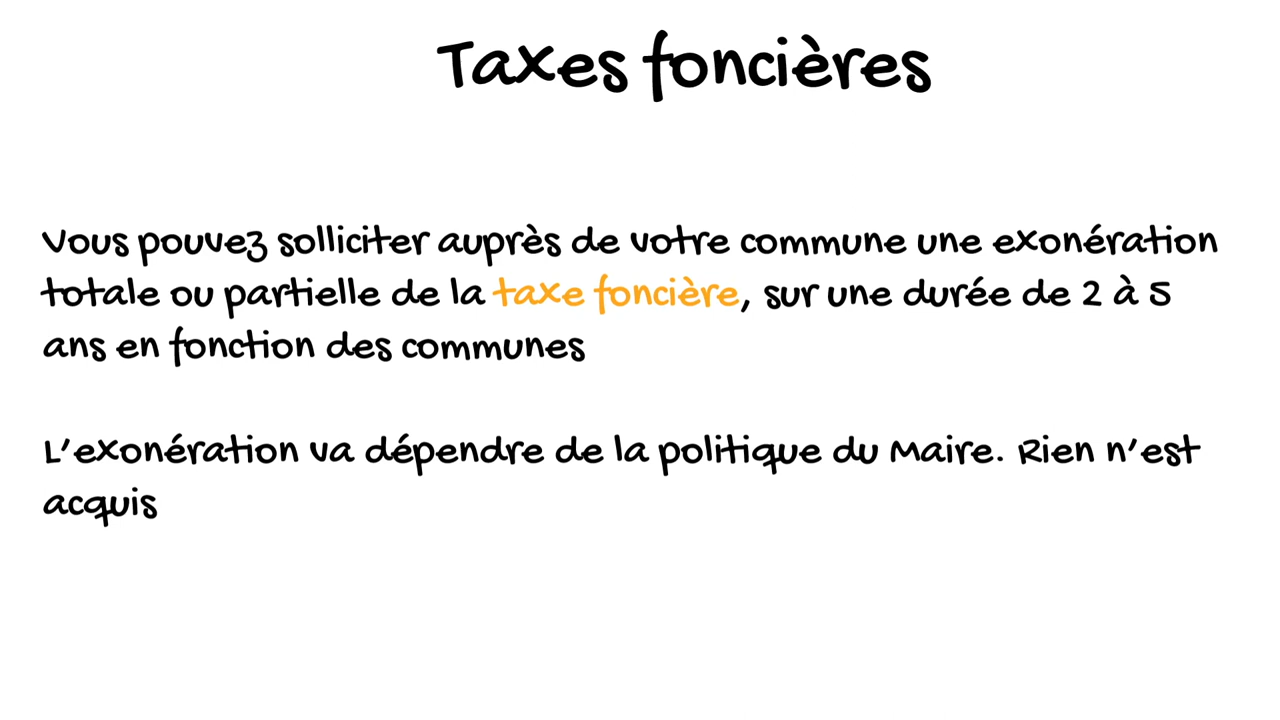 Taxes foncières
Vous pouvez solliciter auprès de votre commune une exonération
totale ou partielle de la taxe foncière, sur une durée de 2 à 5
ans en fonction des communes
L'exonération va dépendre de la politique du Maire. Rien n'est
acquis